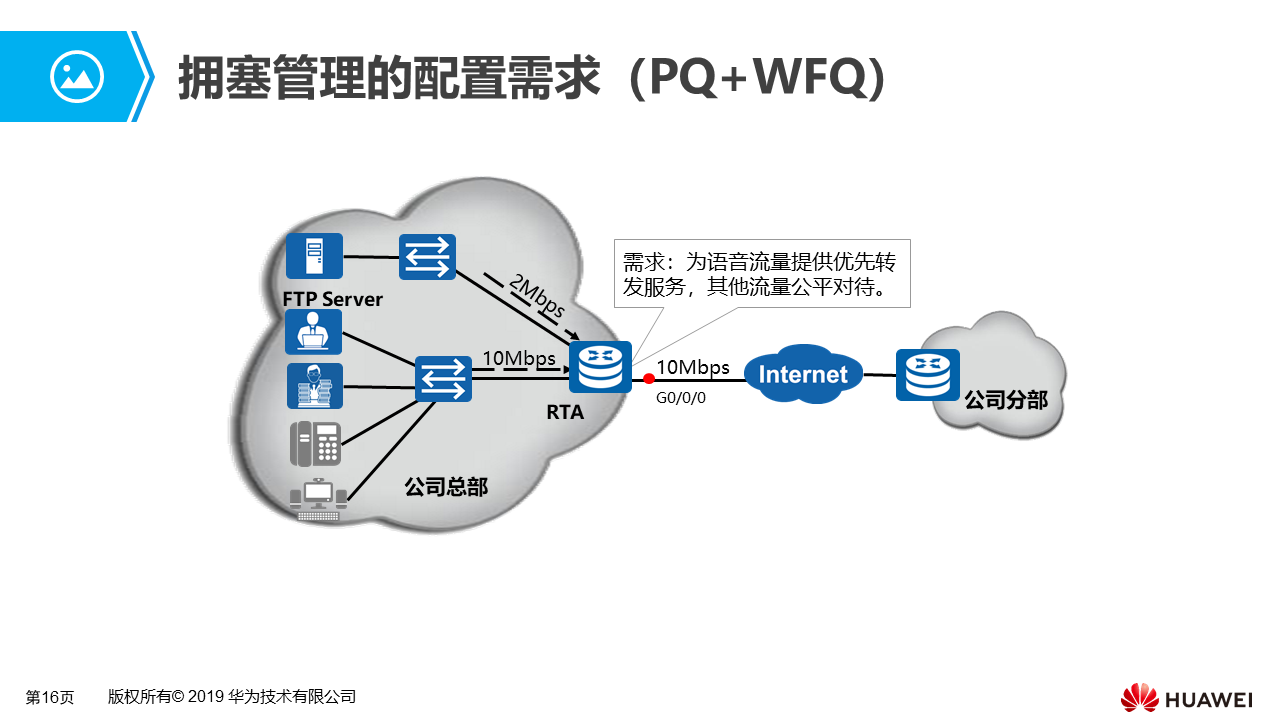 拥塞管理的配置需求（PQ+WFQ）
需求：为语音流量提供优先转
发服务，其他流量公平对待。
FTP Server
2Mbps
10Mbps
RTA
10Mbps
G0/0/0
Internet
公司分部
公司总部
第16页
版权所有© 2019 华为技术有限公司
HUAWEI